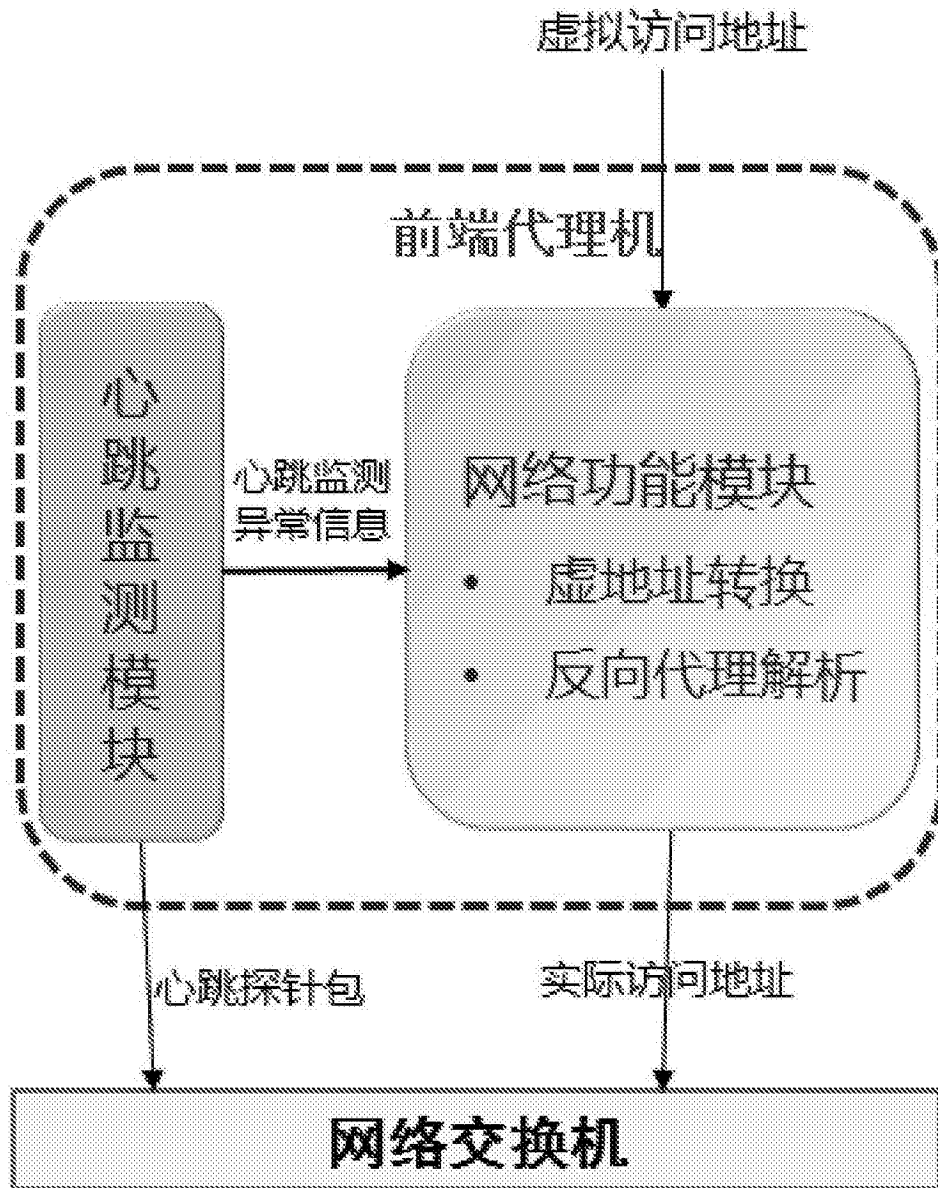 虚拟访问地址
前端代理机
心跳监测模块
心跳监测
异常信息
网络功能模块
• 虚地址转换
• 反向代理解析
心跳探针包
实际访问地址
网络交换机